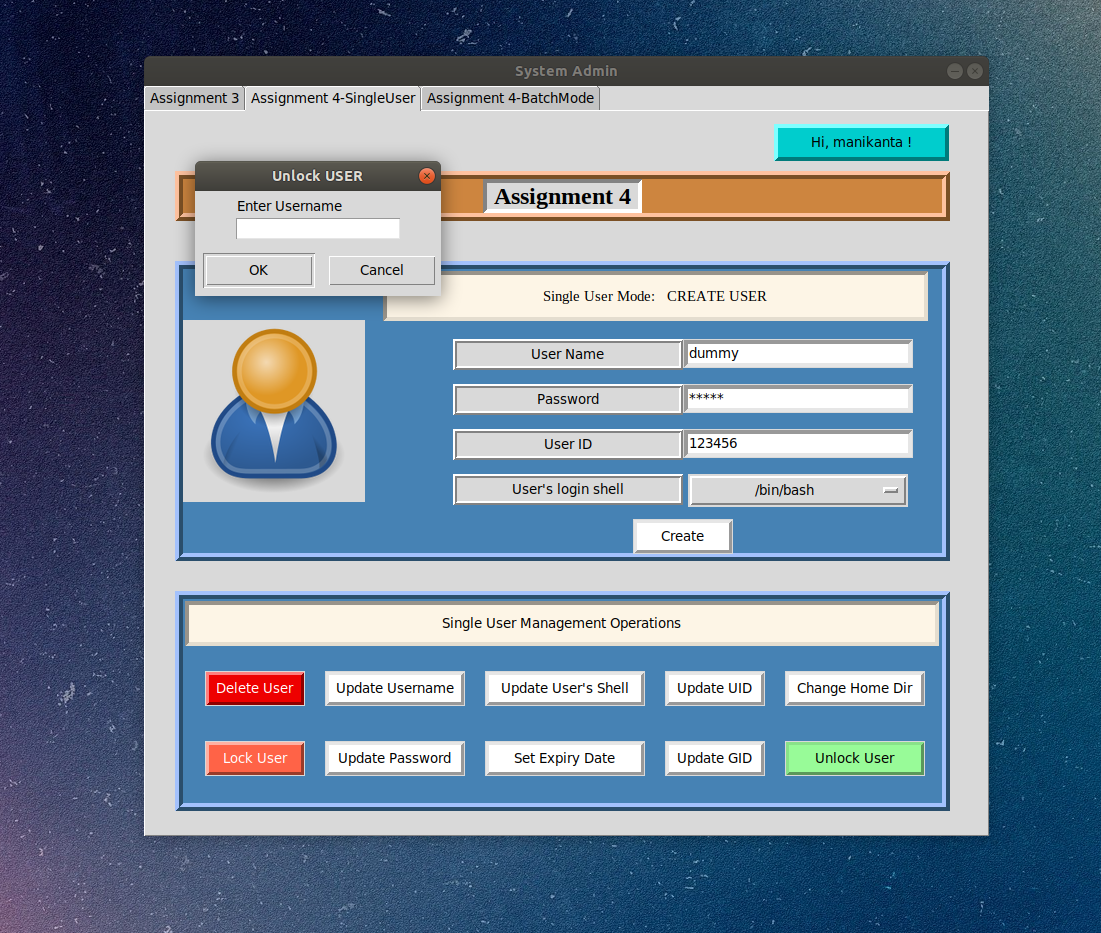 System Admin
Assignment 3 Assignment 4-SingleUser Assignment 4-BatchMode
Hi, manikanta !
Unlock USER
Enter Username
OK Cancel
Assignment 4
Single User Mode: CREATE USER
User Name dummy
Password *****
User ID 123456
User's login shell /bin/bash
Create
Single User Management Operations
Delete User Update Username Update User's Shell Update UID Change Home Dir
Lock User Update Password Set Expiry Date Update GID Unlock User